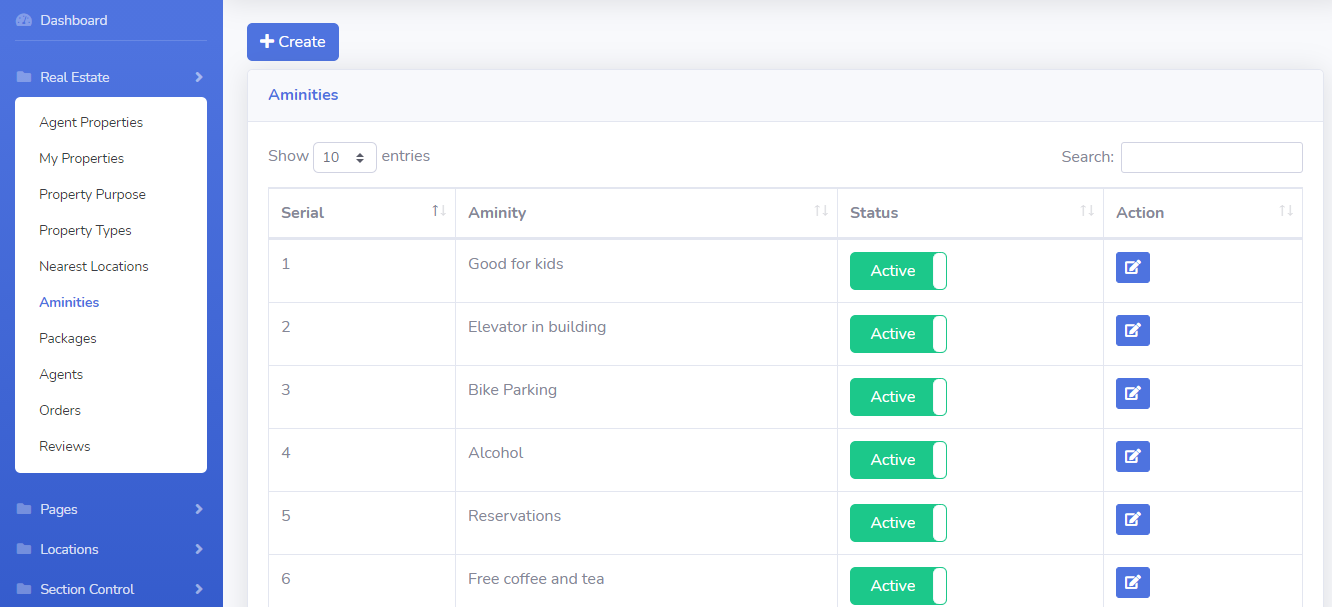 Dashboard
Real Estate
Agent Properties
My Properties
Property Purpose
Property Types
Nearest Locations
Aminities
Packages
Agents
Orders
Reviews
Pages
Locations
Section Control
Create
Aminities
Show 10 entries
Search:
Serial Aminity Status Action
1 Good for kids Active
2 Elevator in building Active
3 Bike Parking Active
4 Alcohol Active
5 Reservations Active
6 Free coffee and tea Active